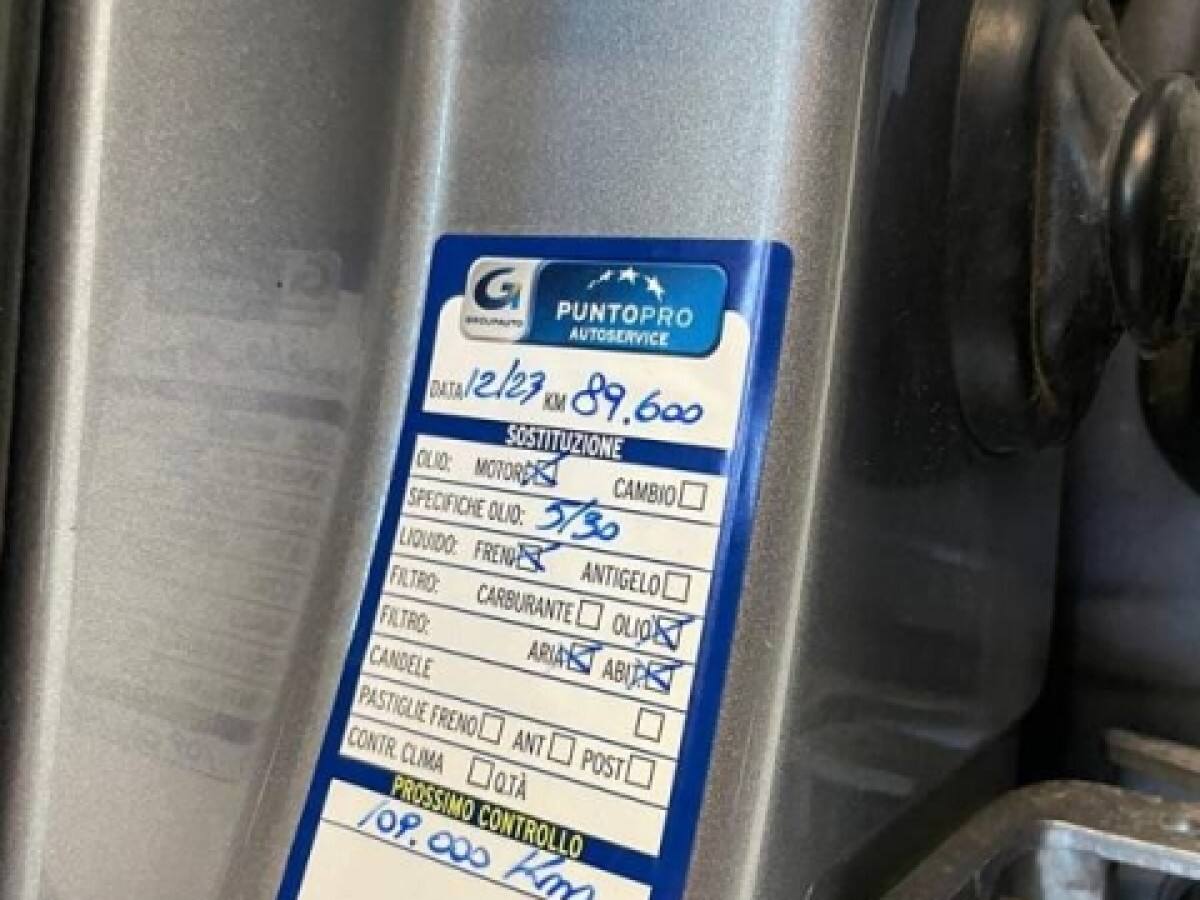 G
GROUPAUTO
PUNTOPRO
AUTOSERVICE
DATA 12/23 KM 89.600
SOSTITUZIONE
OLIO: MOTORE CAMBIO
SPECIFICHE OLIO: 5/30
LIQUIDO: FRENI ANTIGELO
FILTRO: CARBURANTE OLIO
FILTRO: ARIA ABIT.
CANDELE
PASTIGLIE FRENO ANT POST
CONTR. CLIMA Q.TÀ
PROSSIMO CONTROLLO
109.000 Km